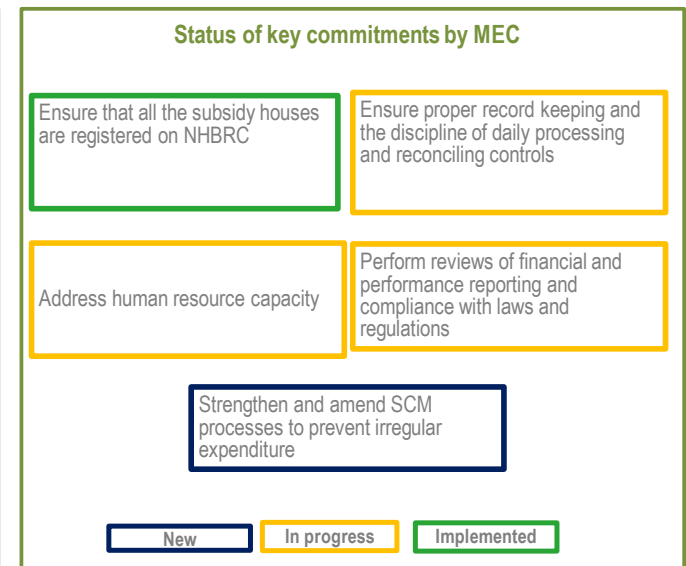 Status of key commitments by MEC
Ensure that all the subsidy houses
are registered on NHBRC
Ensure proper record keeping and
the discipline of daily processing
and reconciling controls
Address human resource capacity
Perform reviews of financial and
performance reporting and
compliance with laws and
regulations
Strengthen and amend SCM
processes to prevent irregular
expenditure
New
In progress
Implemented